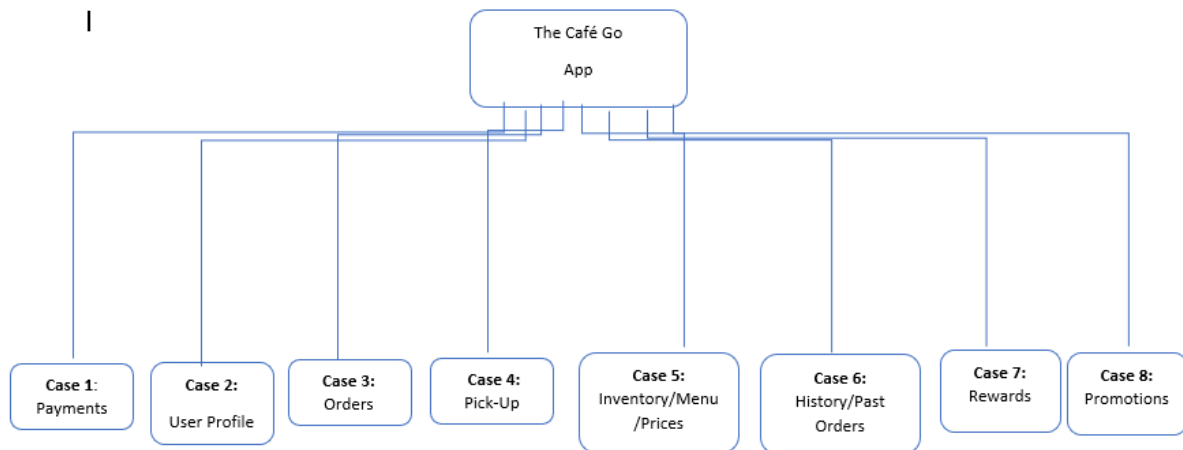 The Café Go
App
Case 1:
Payments
Case 2:
User Profile
Case 3:
Orders
Case 4:
Pick-Up
Case 5:
Inventory/Menu
/Prices
Case 6:
History/Past
Orders
Case 7:
Rewards
Case 8:
Promotions